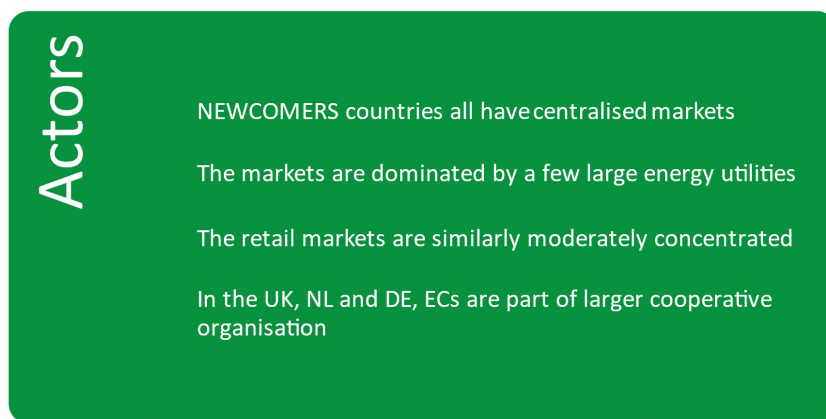 Actors
NEWCOMERS countries all have centralised markets
The markets are dominated by a few large energy utilities
The retail markets are similarly moderately concentrated
In the UK, NL and DE, ECs are part of larger cooperative
organisation